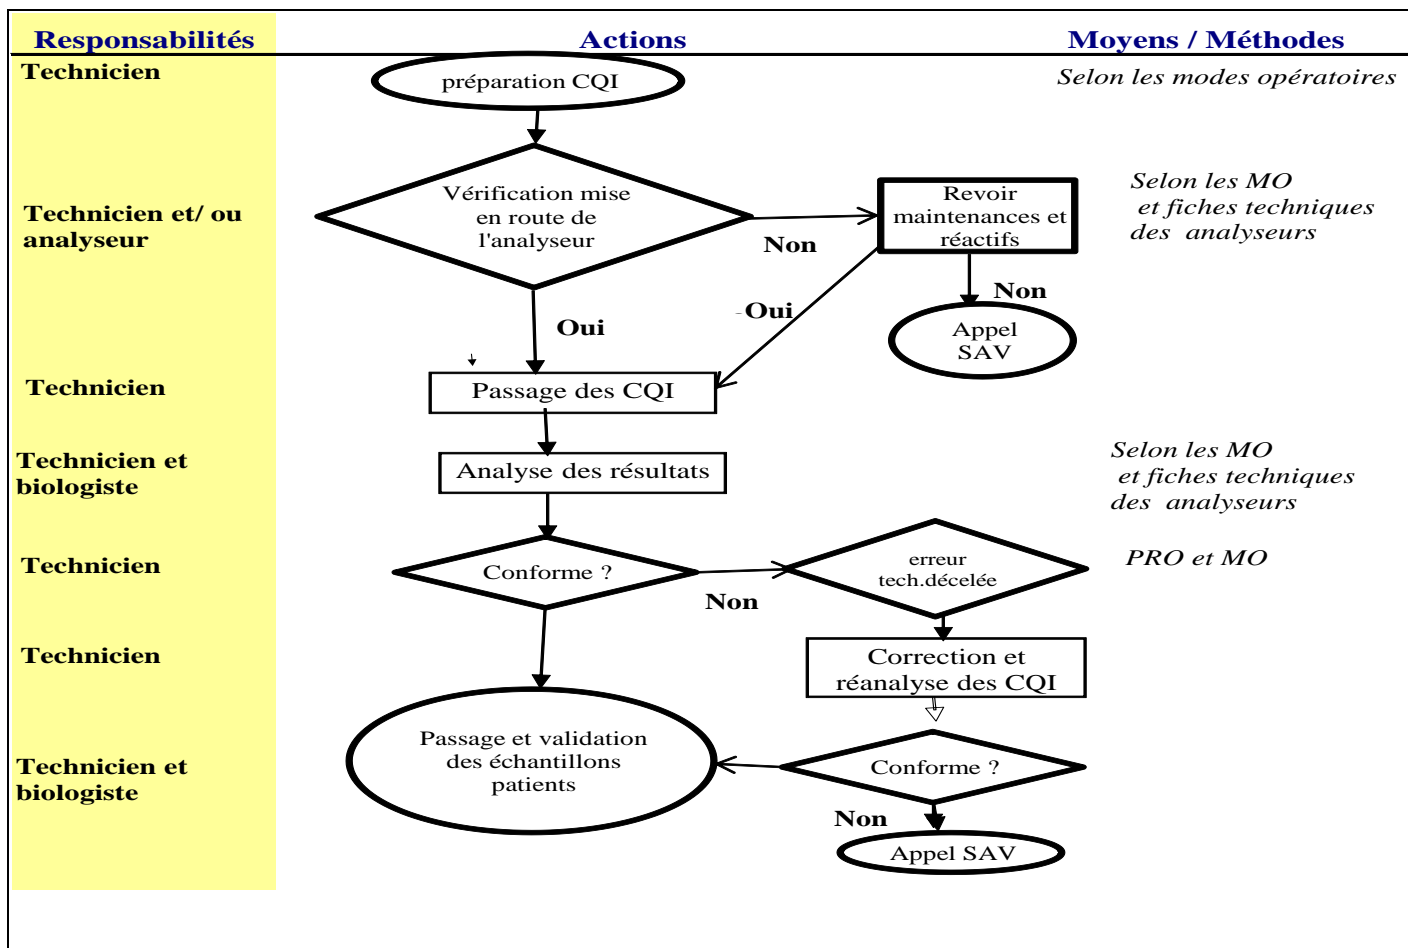 Responsabilités
Actions
Moyens / Méthodes
Technicien
préparation CQI
Selon les modes opératoires
Technicien et/ ou
analyseur
Vérification mise
en route de
l'analyseur
Non
Revoir
maintenances et
réactifs
Selon les MO
et fiches techniques
des analyseurs
Oui
Oui
Non
Appel
SAV
Technicien
Passage des CQI
Technicien et
biologiste
Analyse des résultats
Selon les MO
et fiches techniques
des analyseurs
Technicien
Conforme ?
Non
erreur
tech.décelée
PRO et MO
Technicien
Correction et
réanalyse des CQI
Technicien et
biologiste
Passage et validation
des échantillons
patients
Conforme ?
Non
Appel SAV